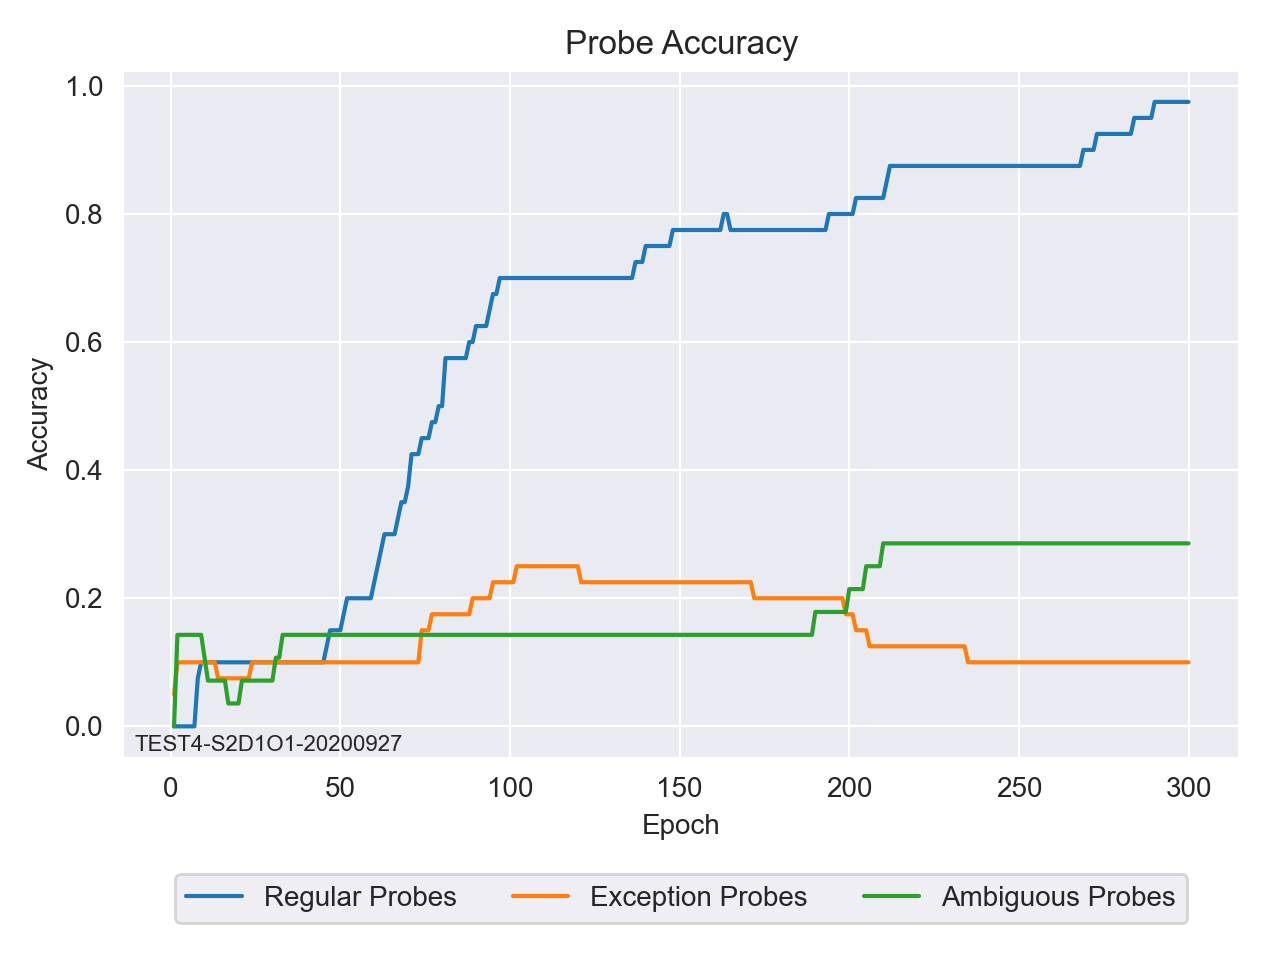 Probe Accuracy
1.0
0.8
0.6
0.4
0.2
0.0
Accuracy
TEST4-S2D1O1-20200927
0 50 100 150 200 250 300
Epoch
Regular Probes Exception Probes Ambiguous Probes